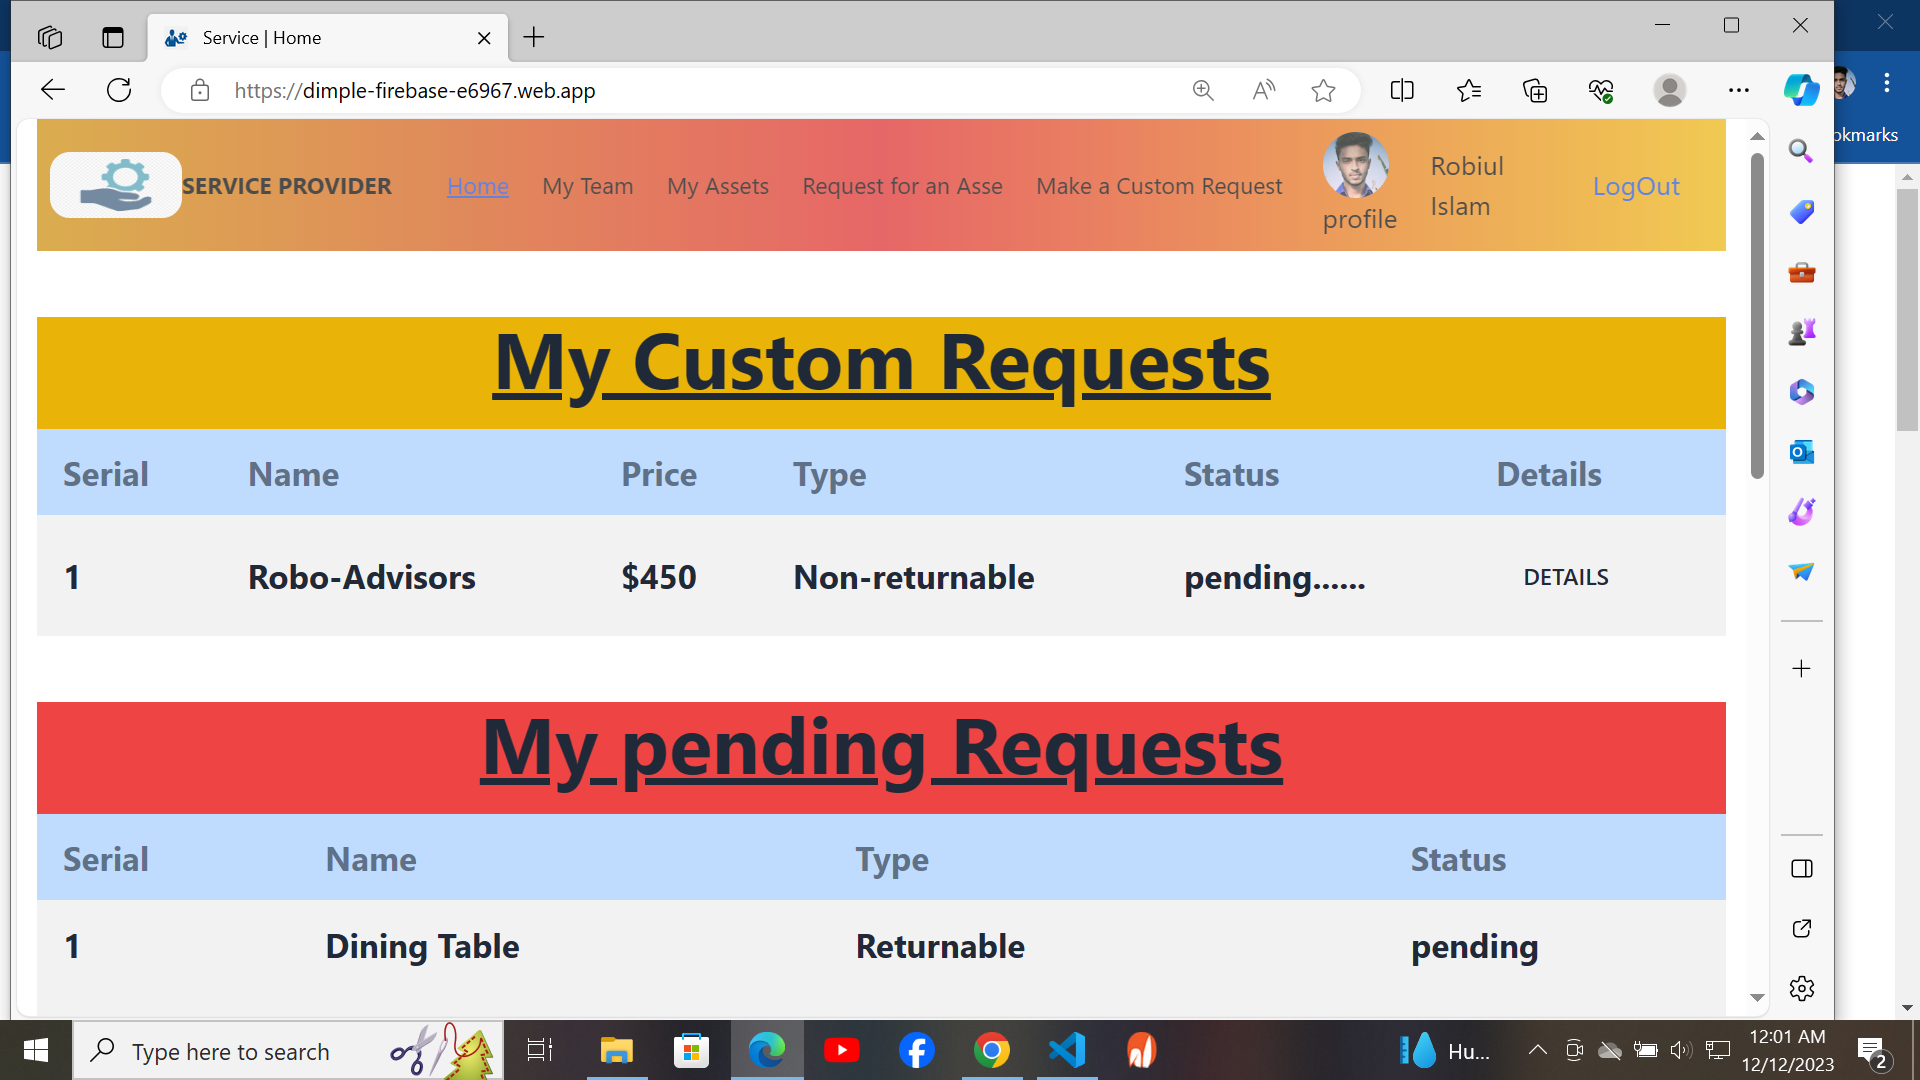 Service | Home
https://dimple-firebase-e6967.web.app
okmarks
SERVICE PROVIDER
Home
My Team
My Assets
Request for an Asse
Make a Custom Request
profile
Robiul
Islam
LogOut
My Custom Requests
Serial Name Price Type Status Details
1 Robo-Advisors $450 Non-returnable pending...... DETAILS
My pending Requests
Serial Name Type Status
1 Dining Table Returnable pending
Type here to search
Hu...
12:01 AM
12/12/2023
2